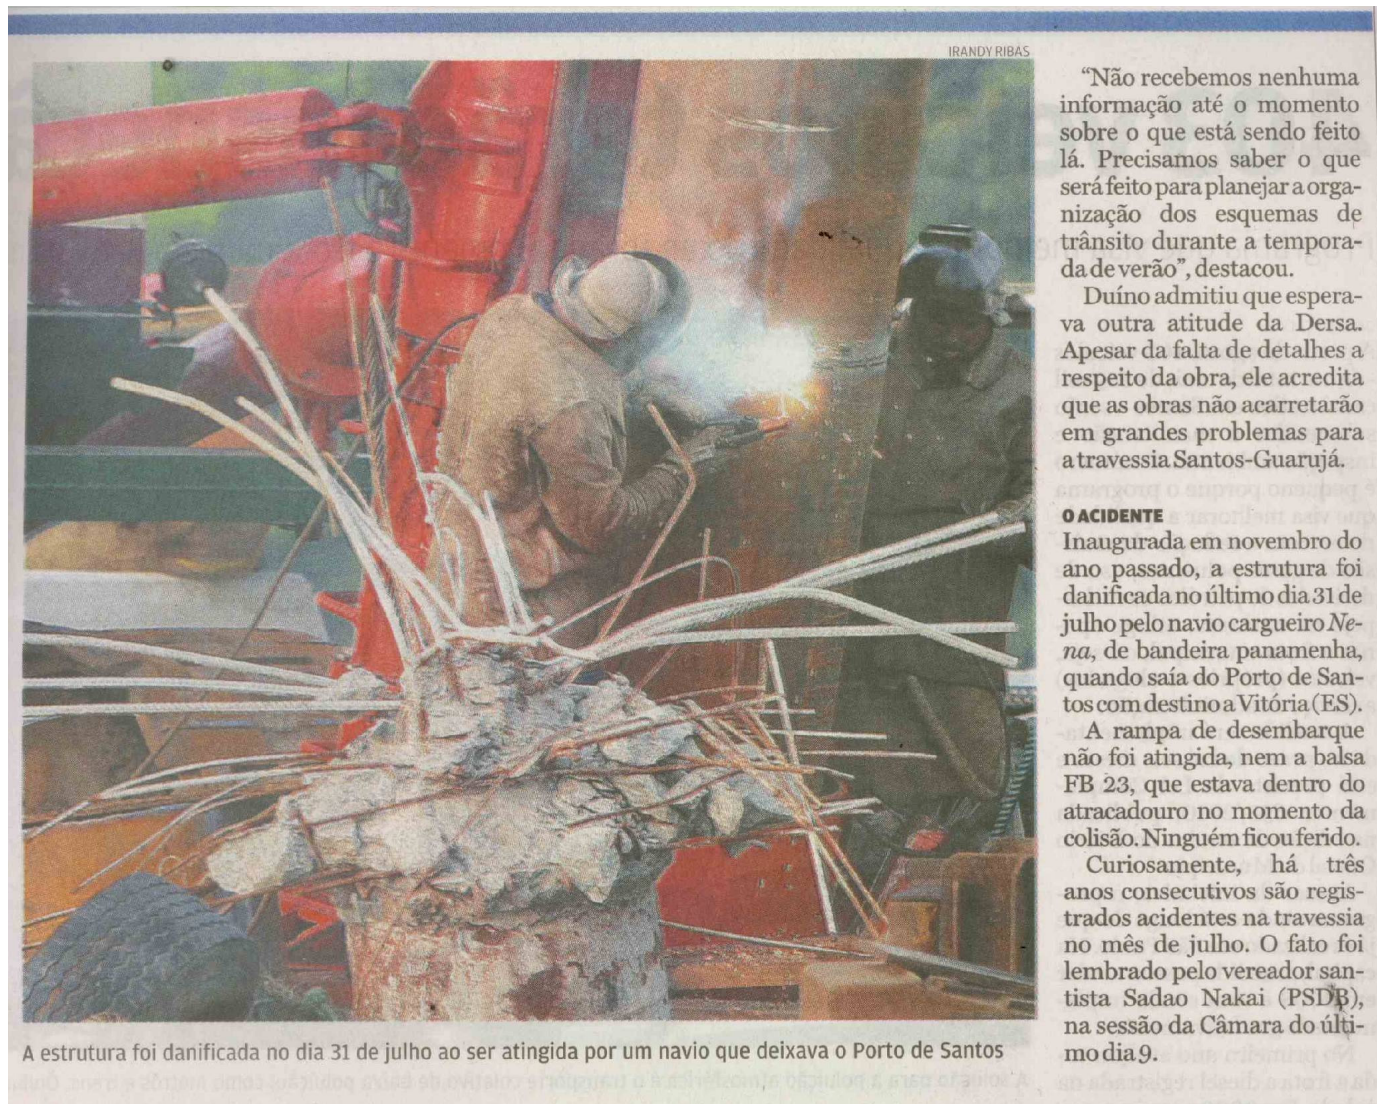 IRANDY RIBAS
“Não recebemos nenhuma
informação até o momento
sobre o que está sendo feito
lá. Precisamos saber o que
será feito para planejar a orga-
nização dos esquemas de
trânsito durante a tempora-
da de verão”, destacou.
Duíno admitiu que espera-
va outra atitude da Dersa.
Apesar da falta de detalhes a
respeito da obra, ele acredita
que as obras não acarretarão
em grandes problemas para
a travessia Santos-Guarujá.
O ACIDENTE
Inaugurada em novembro do
ano passado, a estrutura foi
danificada no último dia 31 de
julho pelo navio cargueiro Ne-
na, de bandeira panamenha,
quando saía do Porto de San-
tos com destino a Vitória (ES).
A rampa de desembarque
não foi atingida, nem a balsa
FB 23, que estava dentro do
atracadouro no momento da
colisão. Ninguém ficou ferido.
Curiosamente, há três
anos consecutivos são regis-
trados acidentes na travessia
no mês de julho. O fato foi
lembrado pelo vereador san-
tista Sadao Nakai (PSDB),
na sessão da Câmara do últi-
mo dia 9.
A estrutura foi danificada no dia 31 de julho ao ser atingida por um navio que deixava o Porto de Santos